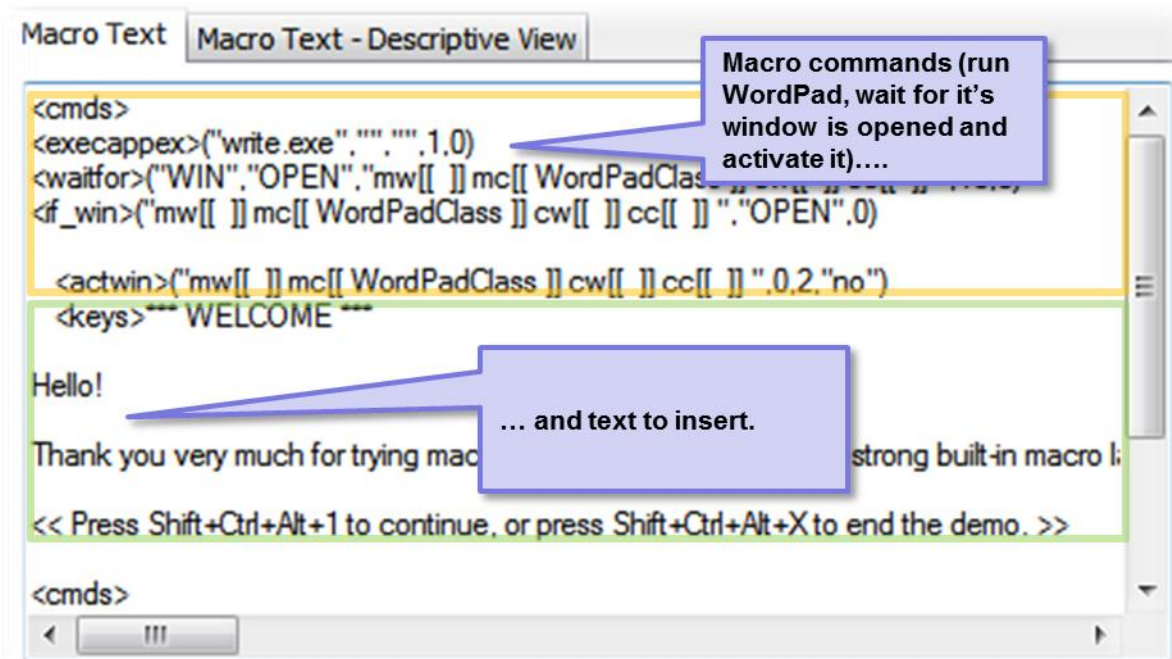 Macro Text
Macro Text - Descriptive View
Macro commands (run
WordPad, wait for it's
window is opened and
activate it)....
<cmds>
<execappex>("write.exe","","",1,0)
<waitfor>("WIN","OPEN","mw[[ ]] mc[[ WordPadClass
<if_win>("mw[[ ]] mc[[ WordPadClass ]] cw[[ ]] cc[[ ]] ","OPEN",0)
<actwin>("mw[[ ]] mc[[ WordPadClass ]] cw[[ ]] cc[[ ]] ",0,2,"no")
<keys>*** WELCOME ***
Hello!
... and text to insert.
Thank you very much for trying strong built-in macro
<< Press Shift+Ctrl+Alt+1 to continue, or press Shift+Ctrl+Alt+X to end the demo. >>
<cmds>